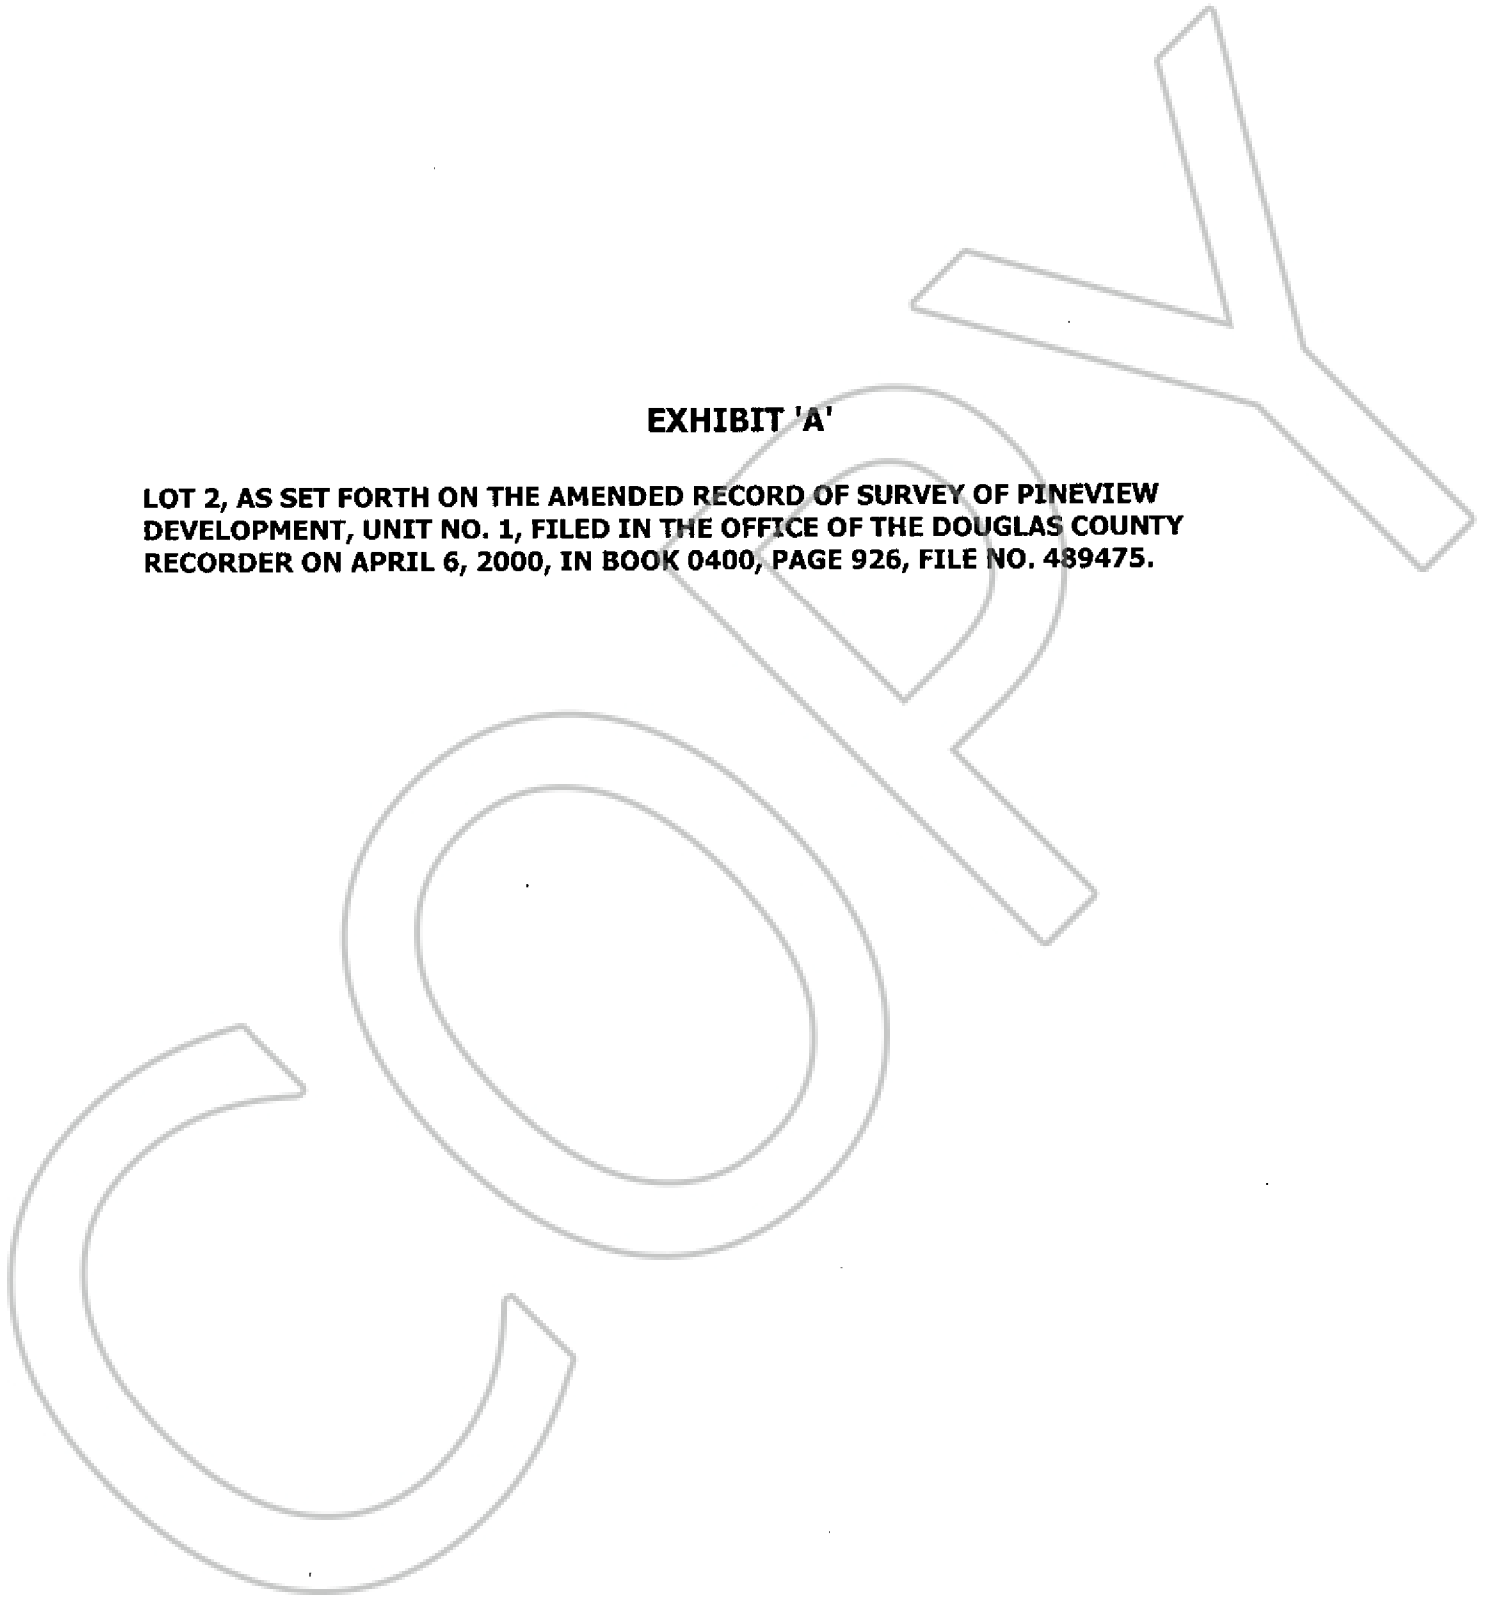 EXHIBIT 'A'
LOT 2, AS SET FORTH ON THE AMENDED RECORD OF SURVEY OF PINEVIEW
DEVELOPMENT, UNIT NO. 1, FILED IN THE OFFICE OF THE DOUGLAS COUNTY
RECORDER ON APRIL 6, 2000, IN BOOK 0400, PAGE 926, FILE NO. 489475.
COPY